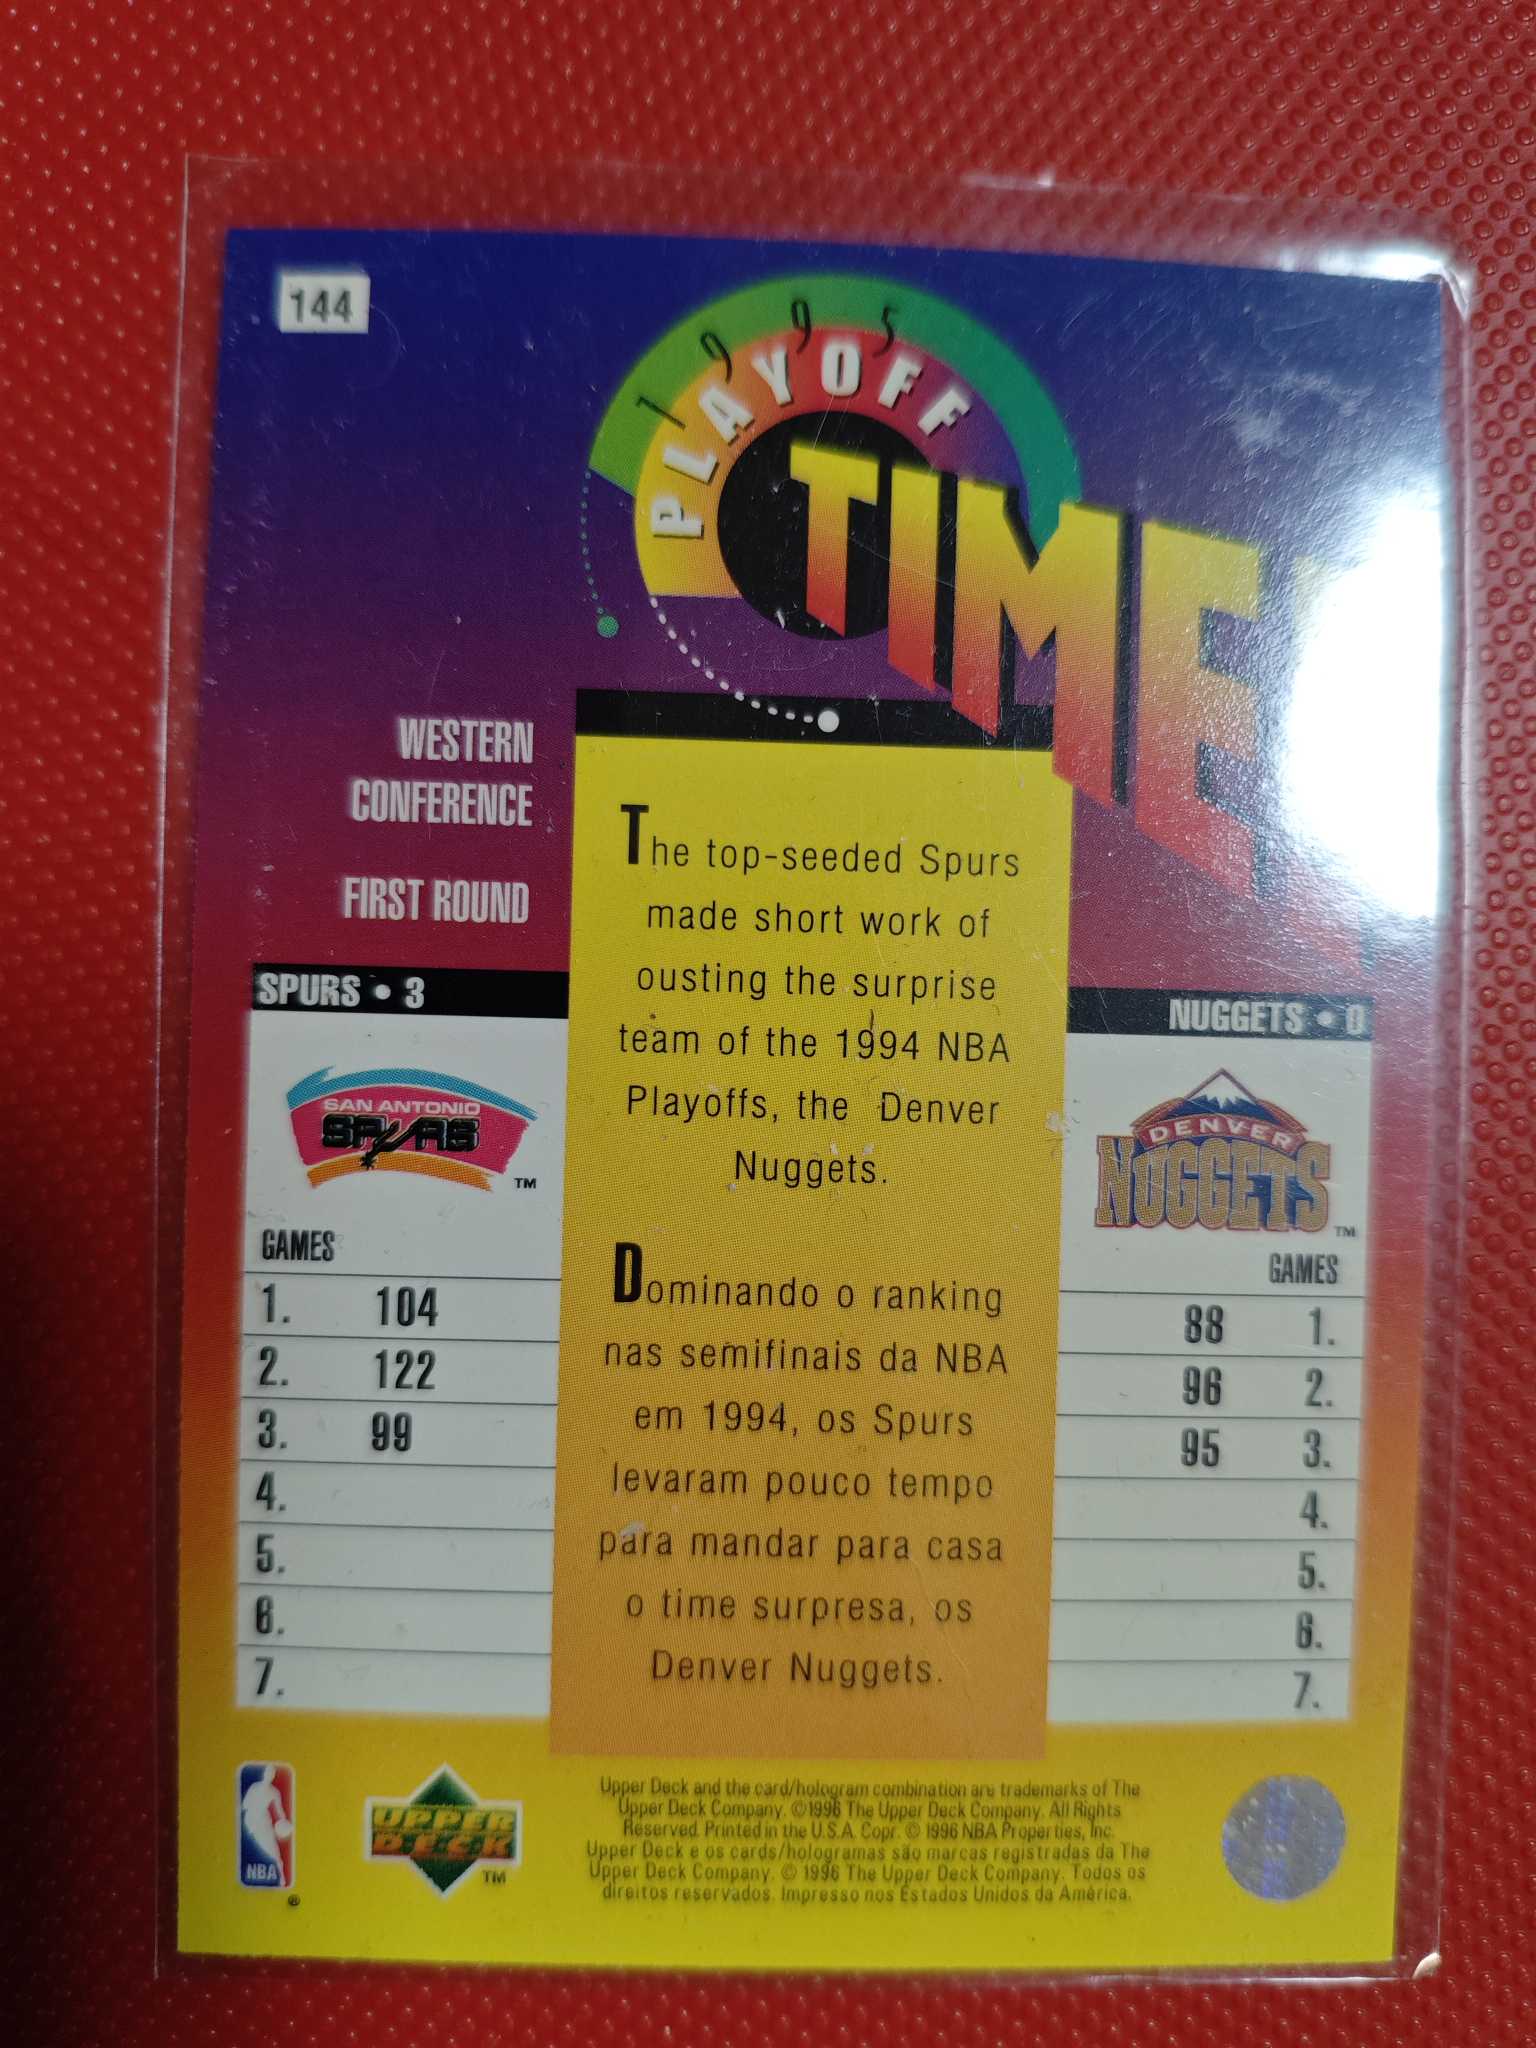 144
1995
PLAYOFF
TIME
WESTERN
CONFERENCE
FIRST ROUND
SPURS • 3
SAN ANTONIO
SPURS
TM
GAMES
1. 104
2. 122
3. 99
4.
5.
6.
7.
The top-seeded Spurs
made short work of
ousting the surprise
team of the 1994 NBA
Playoffs, the Denver
Nuggets.
Dominando o ranking
nas semifinais da NBA
em 1994, os Spurs
levaram pouco tempo
para mandar para casa
o time surpresa, os
Denver Nuggets.
NUGGETS • 0
DENVER
NUGGETS
TM
GAMES
88 1.
96 2.
95 3.
4.
5.
6.
7.
NBA
®
UPPER
DECK
TM
Upper Deck and the card/hologram combination are trademarks of The
Upper Deck Company. ©1996 The Upper Deck Company. All Rights
Reserved. Printed in the U.S.A. Copr. © 1996 NBA Properties, Inc.
Upper Deck e os cards/hologramas são marcas registradas da The
Upper Deck Company. © 1996 The Upper Deck Company. Todos os
direitos reservados. Impresso nos Estados Unidos da América.